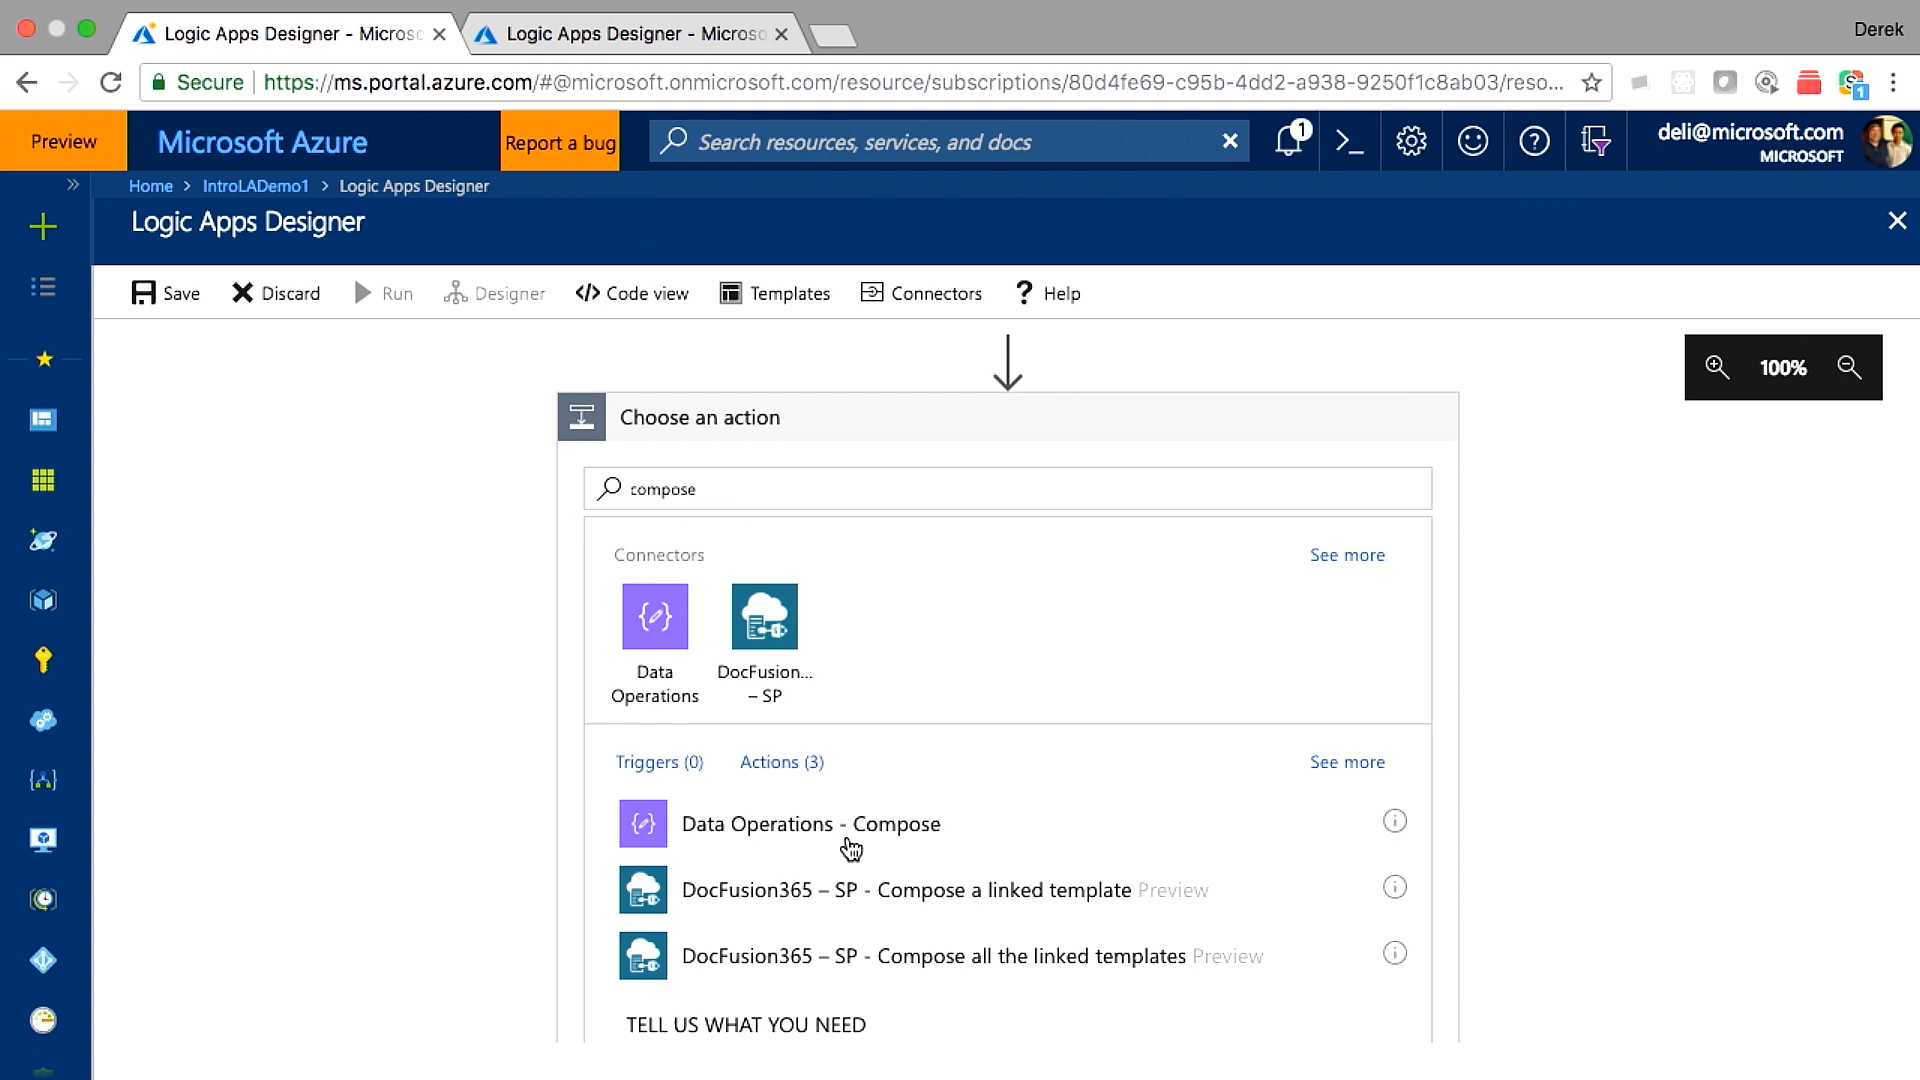 Logic Apps Designer - Microso
Logic Apps Designer - Microso
Derek
Secure
https://ms.portal.azure.com/#@microsoft.onmicrosoft.com/resource/subscriptions/80d4fe69-c95b-4dd2-a938-9250f1c8ab03/reso...
1
Preview
Microsoft Azure
Report a bug
Search resources, services, and docs
1
deli@microsoft.com
MICROSOFT
Home > IntroLADemo1 > Logic Apps Designer
Logic Apps Designer
Save
Discard
Run
Designer
Code view
Templates
Connectors
Help
100%
Choose an action
compose
Connectors
See more
Data
Operations
DocFusion...
– SP
Triggers (0)
Actions (3)
See more
Data Operations - Compose
DocFusion365 – SP - Compose a linked template Preview
DocFusion365 – SP - Compose all the linked templates Preview
TELL US WHAT YOU NEED